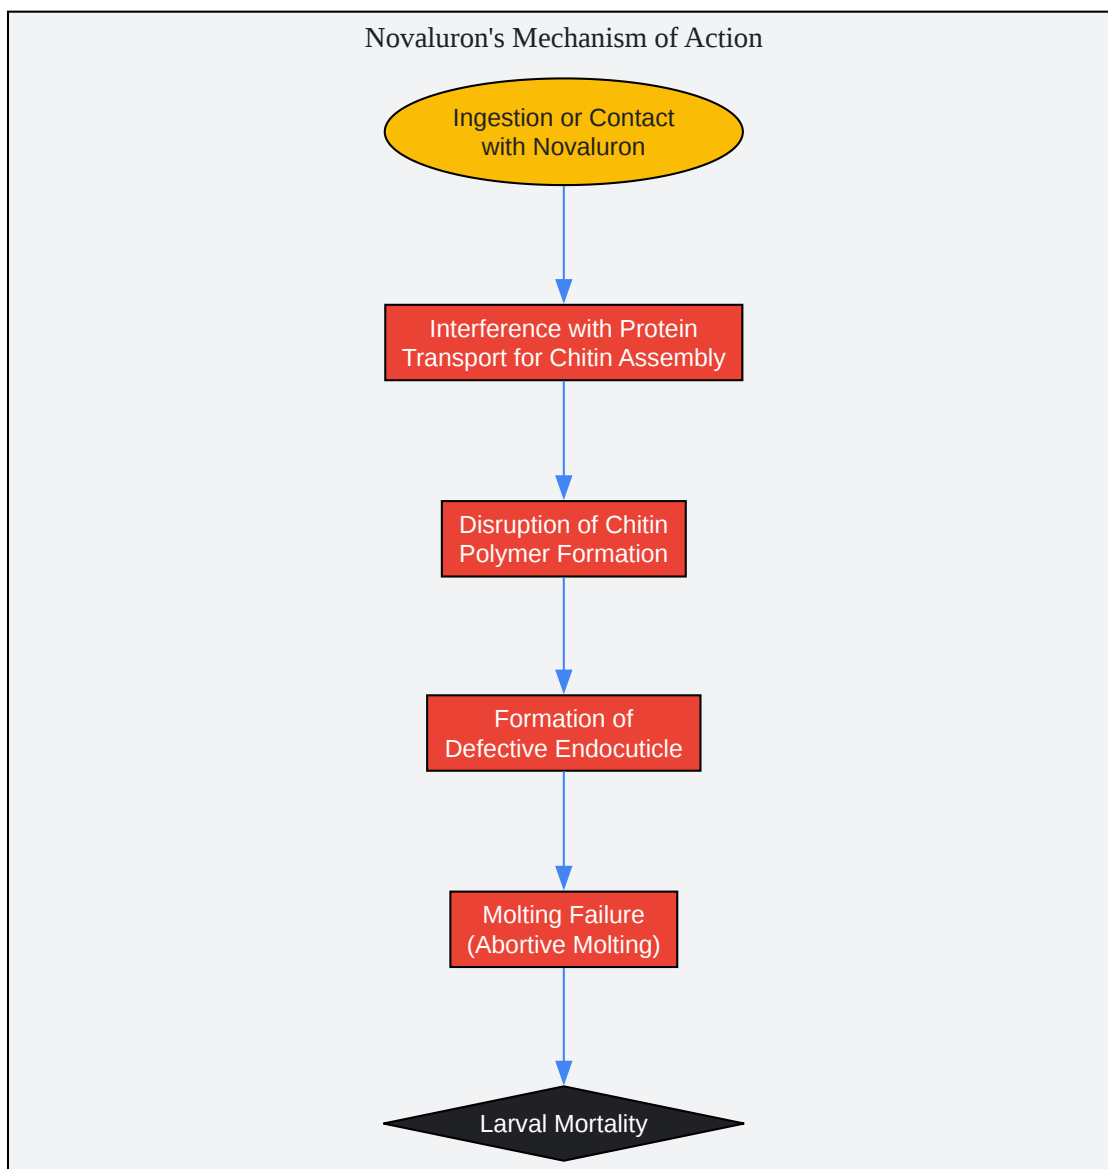 Novaluron's Mechanism of Action
Ingestion or Contact
with Novaluron
Interference with Protein
Transport for Chitin Assembly
Disruption of Chitin
Polymer Formation
Formation of
Defective Endocuticle
Molting Failure
(Abortive Molting)
Larval Mortality